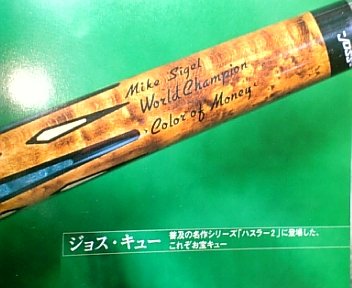 Mike Sigel
World Champion
"Color of Money"
Joss
ジョス・キュー
普及の名作シリーズ「ハスラー2」に登場した、
これぞお宝キュー